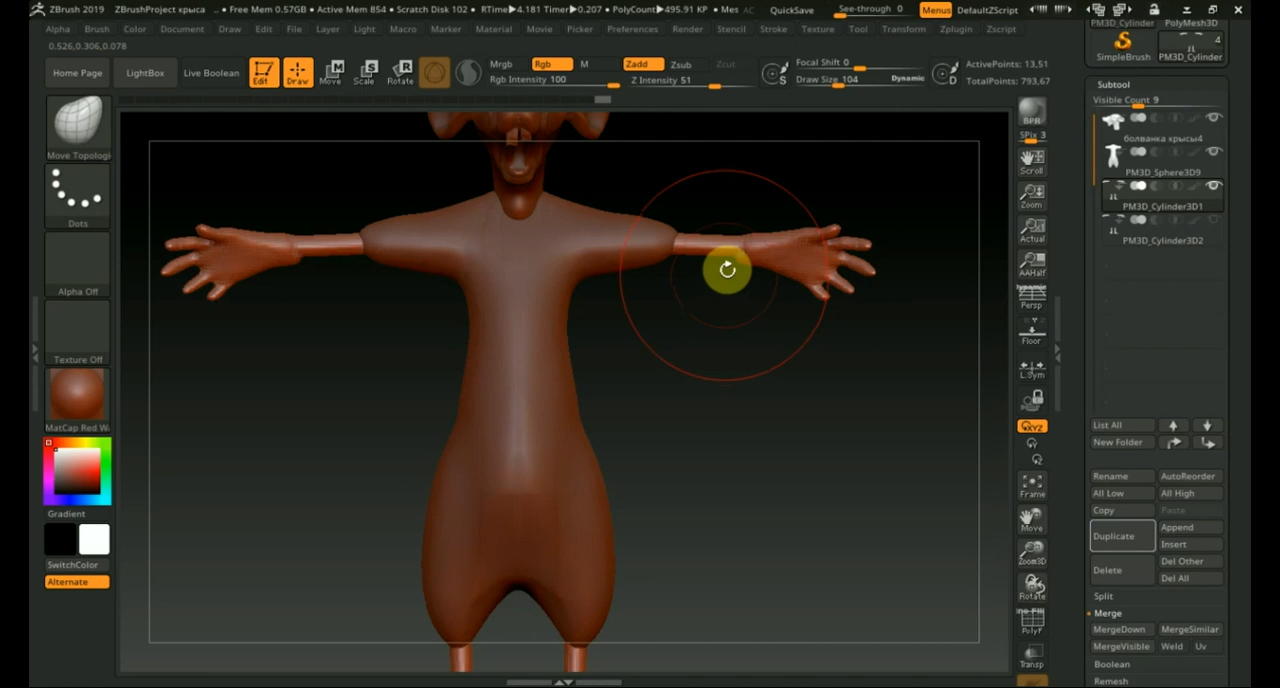 ZBrush 2019 ZBrushProject крыса .. • Free Mem 0.57GB • Active Mem 854 • Scratch Disk 102 • RTime▶4.181 Timer▶0.207 • PolyCount▶495.91 KP • Mes AC QuickSave See-through 0 Menus DefaultZScript
Alpha Brush Color Document Draw Edit File Layer Light Macro Marker Material Movie Picker Preferences Render Stencil Stroke Texture Tool Transform Zplugin Zscript
0.526,0.306,0.078
Home Page LightBox Live Boolean Edit Draw Move Scale Rotate
Mrgb Rgb M Zadd Zsub Zcut
Rgb Intensity 100 Z Intensity 51
Focal Shift 0
Draw Size 104 Dynamic
S
D
ActivePoints: 13,51
TotalPoints: 793,67
Move Topologi
Dots
Alpha Off
Texture Off
MatCap Red W
Gradient
SwitchColor
Alternate
BPR
SPix 3
Scroll
Zoom
Actual
AAHalf
Dynamic
Persp
Floor
L.Sym
XYZ
Frame
Move
Zoom3D
Rotate
Line Fill
PolyF
Transp
PM3D_Cylinder PolyMesh3D
4
SimpleBrush PM3D_Cylinder
Subtool
Visible Count 9
болванка крысы4
PM3D_Sphere3D9
PM3D_Cylinder3D1
PM3D_Cylinder3D2
List All
New Folder
Rename AutoReorder
All Low All High
Copy Paste
Duplicate Append
Insert
Delete Del Other
Del All
Split
Merge
MergeDown MergeSimilar
MergeVisible Weld Uv
Boolean
Remesh